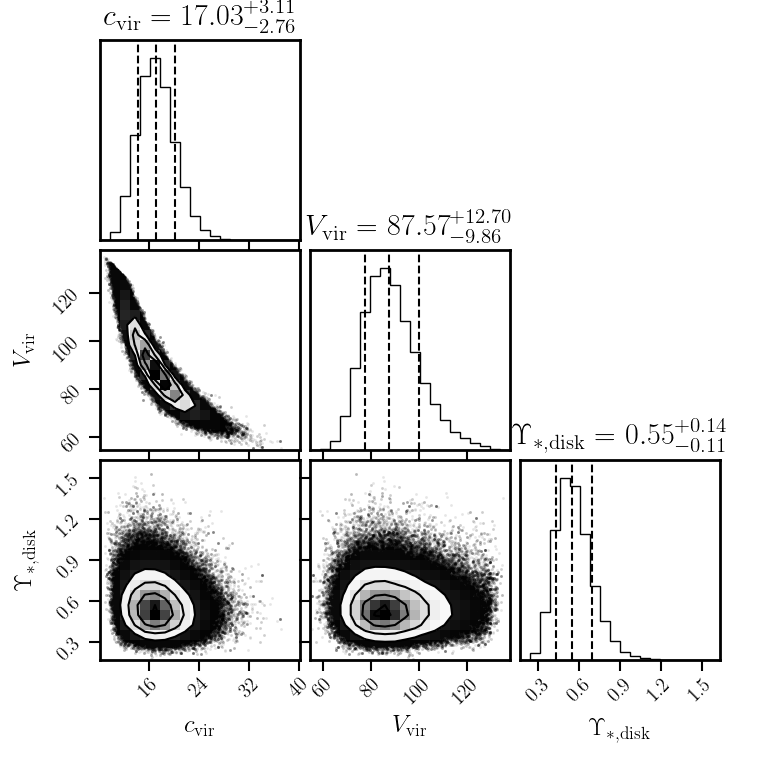 c_vir = 17.03^{+3.11}_{-2.76}
V_vir = 87.57^{+12.70}_{-9.86}
120
100
80
60
V_vir
Υ_{*,disk} = 0.55^{+0.14}_{-0.11}
1.5
1.2
0.9
0.6
0.3
Υ_{*,disk}
16 24 32 40 60 80 100 120 0.3 0.6 0.9 1.2 1.5
c_vir V_vir Υ_{*,disk}